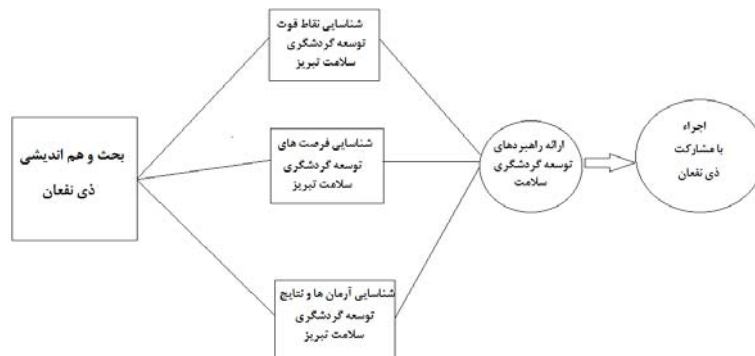 بحث و هم اندیشی
ذی نفعان
شناسایی نقاط قوت
توسعه گردشگری
سلامت تبریز
شناسایی فرصت های
توسعه گردشگری
سلامت تبریز
شناسایی آرمان ها و نتایج
توسعه گردشگری
سلامت تبریز
ارائه راهبردهای
توسعه گردشگری
سلامت
اجراء
با مشارکت
ذی نفعان